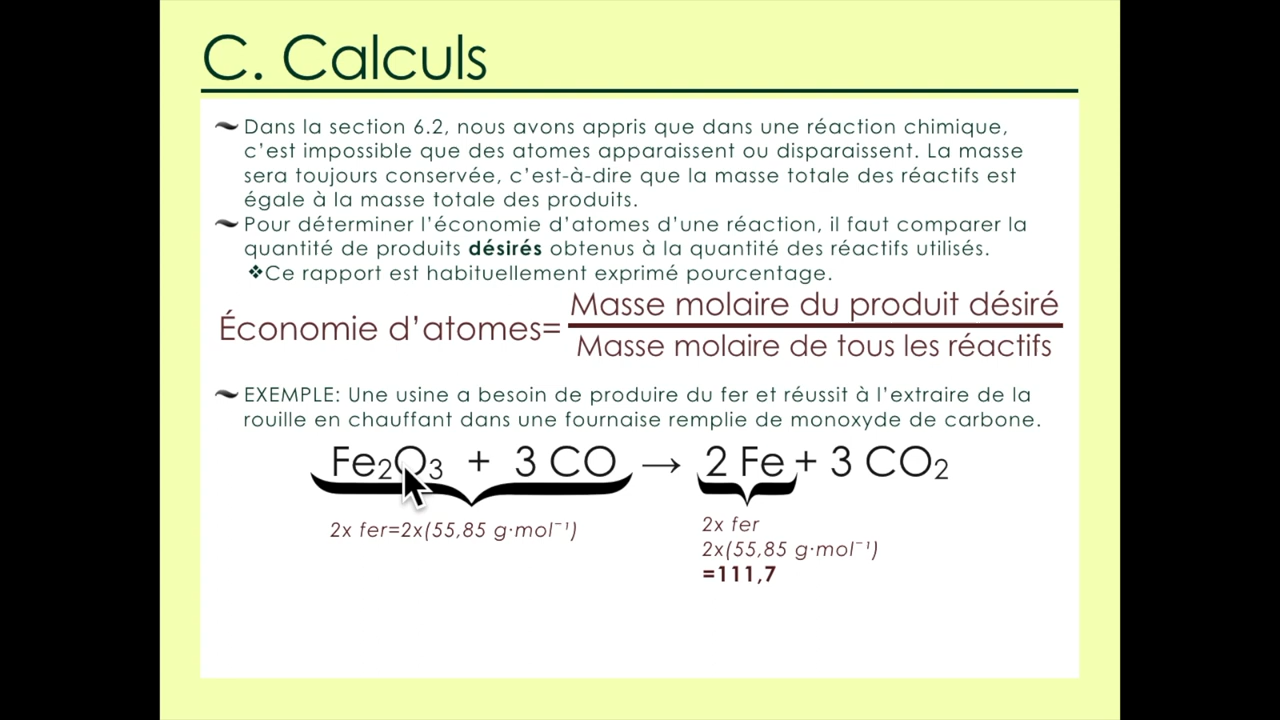 C. Calculs
Dans la section 6.2, nous avons appris que dans une réaction chimique,
c'est impossible que des atomes apparaissent ou disparaissent. La masse
sera toujours conservée, c'est-à-dire que la masse totale des réactifs est
égale à la masse totale des produits.
Pour déterminer l'économie d'atomes d'une réaction, il faut comparer la
quantité de produits désirés obtenus à la quantité des réactifs utilisés.
❖Ce rapport est habituellement exprimé pourcentage.
Masse molaire du produit désiré
Économie d'atomes=
Masse molaire de tous les réactifs
EXEMPLE: Une usine a besoin de produire du fer et réussit à l'extraire de la
rouille en chauffant dans une fournaise remplie de monoxyde de carbone.
Fe₂O₃ + 3 CO → 2 Fe + 3 CO₂
2x fer=2x(55,85 g·mol⁻¹)
2x fer
2x(55,85 g·mol⁻¹)
=111,7